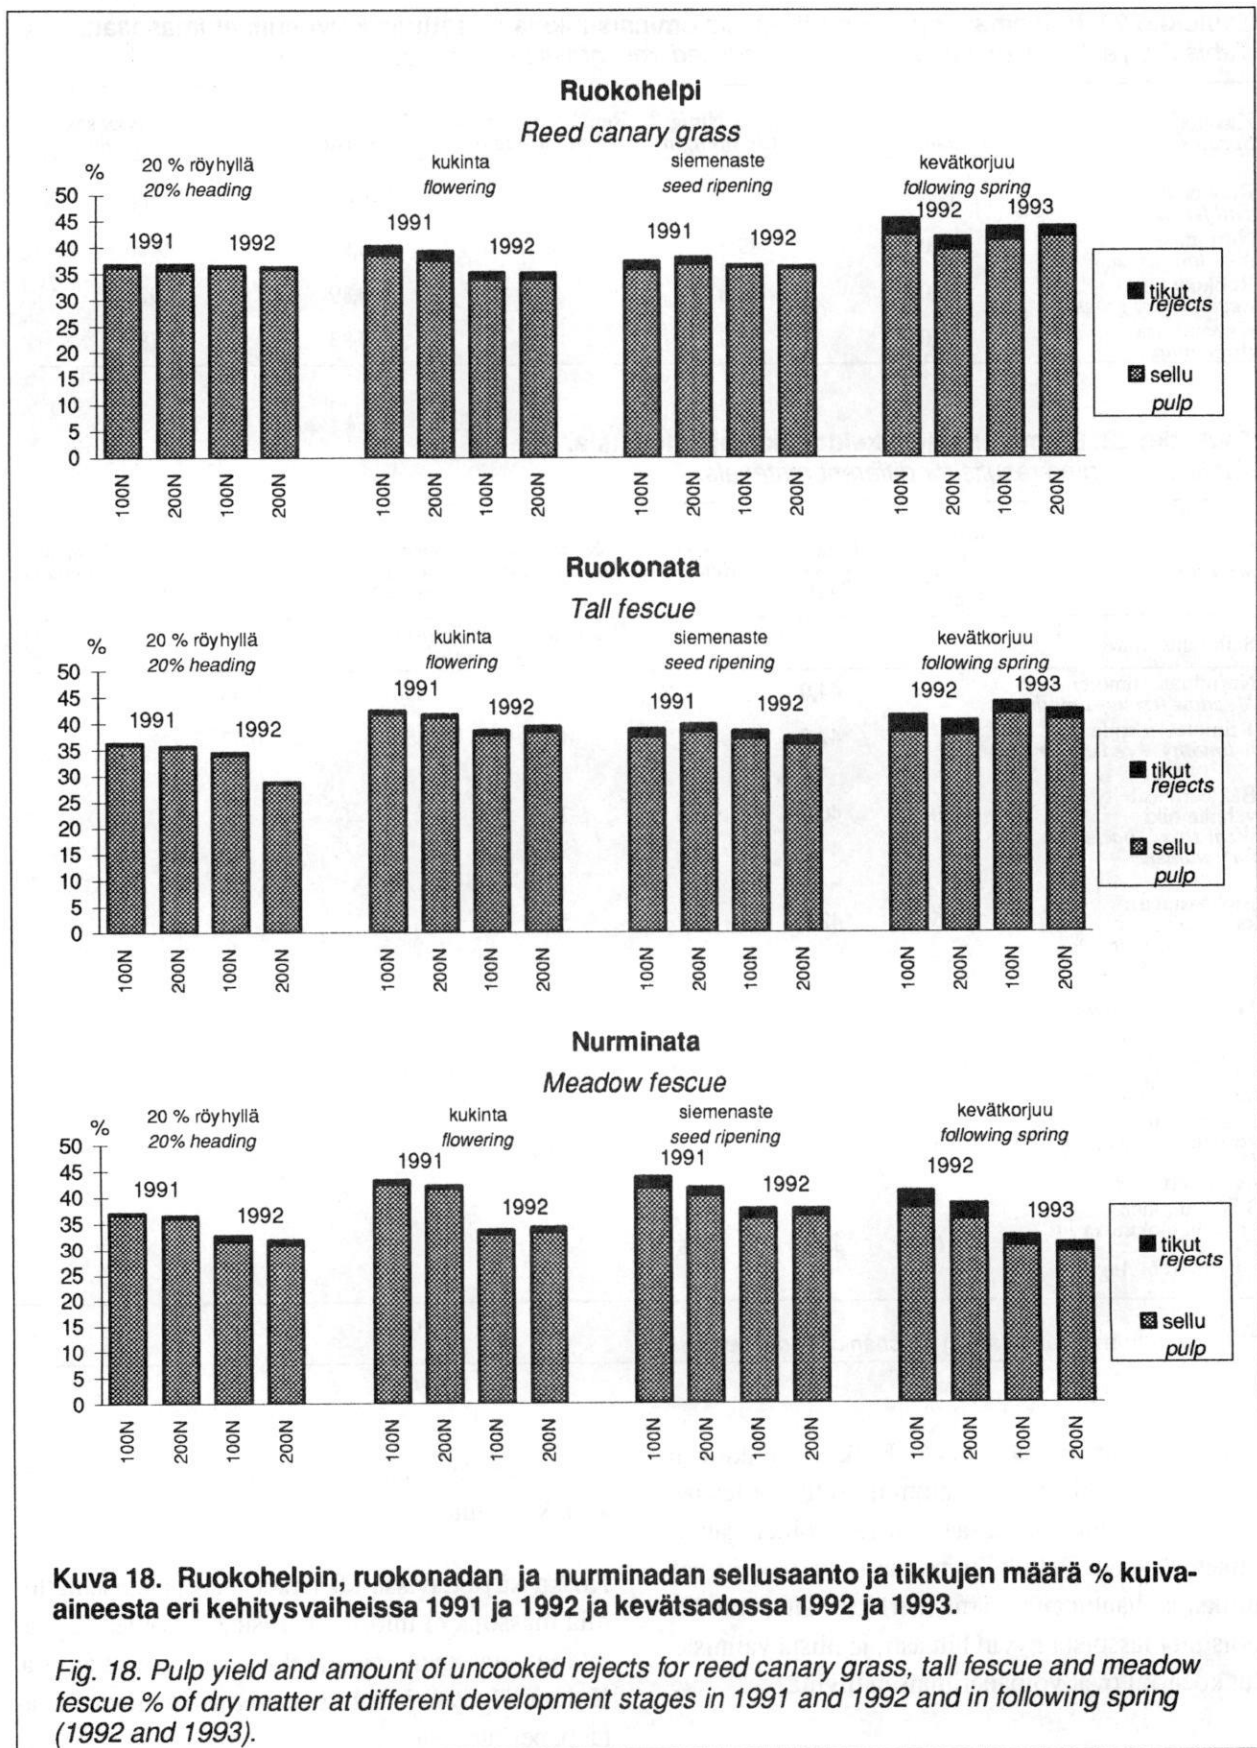 Ruokohelpi
Reed canary grass
%
20 % röyhyllä
20% heading
kukinta
flowering
siemenaste
seed ripening
kevätkorjuu
following spring
50
45
40
35
30
25
20
15
10
5
0
1991
1992
1991
1992
1991
1992
1992
1993
100N
200N
100N
200N
100N
200N
100N
200N
100N
200N
100N
200N
100N
200N
100N
200N
tikut
rejects
sellu
pulp
Ruokonata
Tall fescue
%
20 % röyhyllä
20% heading
kukinta
flowering
siemenaste
seed ripening
kevätkorjuu
following spring
50
45
40
35
30
25
20
15
10
5
0
1991
1992
1991
1992
1991
1992
1992
1993
100N
200N
100N
200N
100N
200N
100N
200N
100N
200N
100N
200N
100N
200N
100N
200N
tikut
rejects
sellu
pulp
Nurminata
Meadow fescue
%
20 % röyhyllä
20% heading
kukinta
flowering
siemenaste
seed ripening
kevätkorjuu
following spring
50
45
40
35
30
25
20
15
10
5
0
1991
1992
1991
1992
1991
1992
1992
1993
100N
200N
100N
200N
100N
200N
100N
200N
100N
200N
100N
200N
100N
200N
100N
200N
tikut
rejects
sellu
pulp
Kuva 18. Ruokohelpin, ruokonadan ja nurminadan sellusaanto ja tikkujen määrä % kuiva-
aineesta eri kehitysvaiheissa 1991 ja 1992 ja kevätsadossa 1992 ja 1993.
Fig. 18. Pulp yield and amount of uncooked rejects for reed canary grass, tall fescue and meadow
fescue % of dry matter at different development stages in 1991 and 1992 and in following spring
(1992 and 1993).